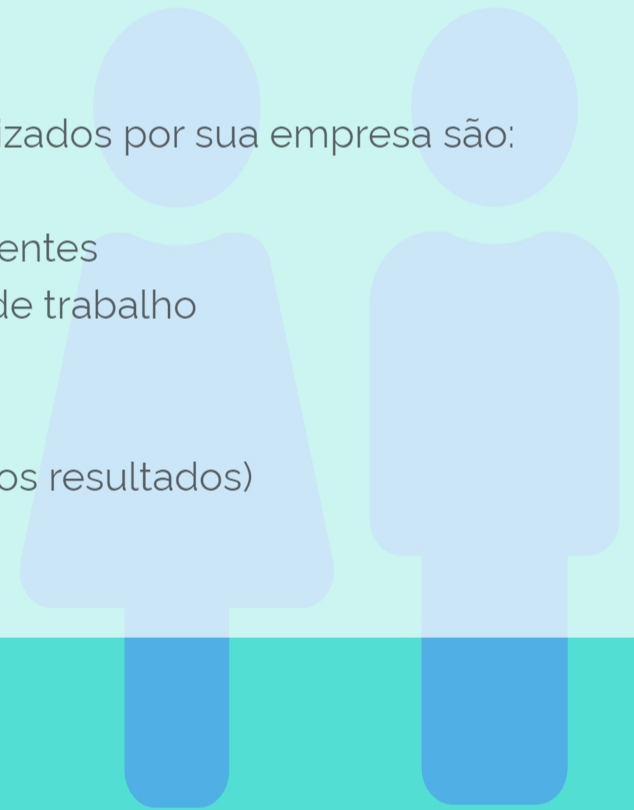 izados por sua empresa são:
entes
de trabalho
os resultados)